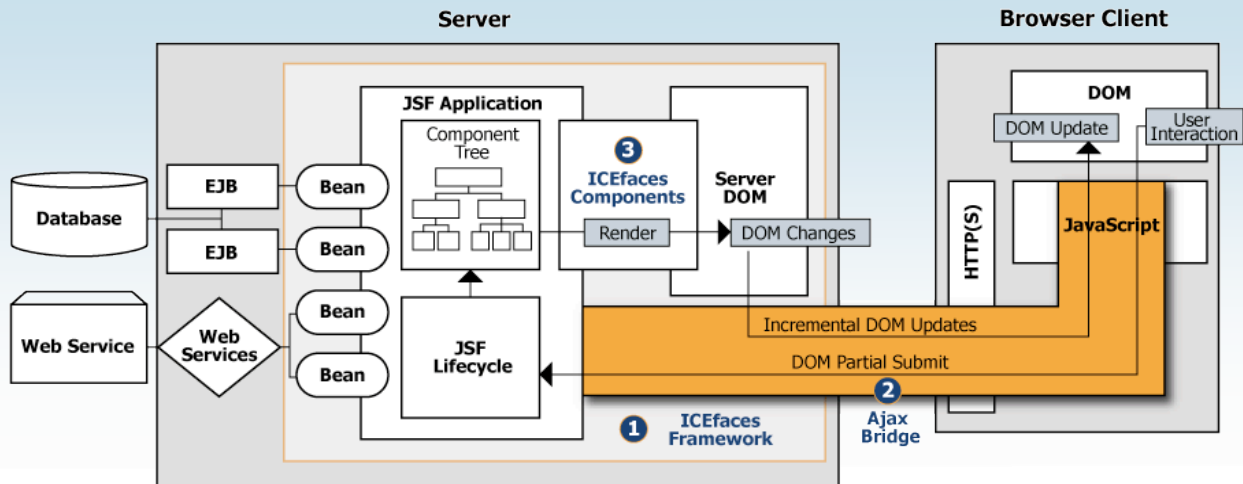 Server
Browser Client
JSF Application
Component
Tree
3
ICEfaces
Components
Render
Server
DOM
DOM Changes
DOM
DOM Update
User
Interaction
EJB
EJB
Bean
Bean
Bean
Bean
Database
Web Service
Web
Services
JSF
Lifecycle
HTTP(S)
JavaScript
Incremental DOM Updates
DOM Partial Submit
1
ICEfaces
Framework
2
Ajax
Bridge